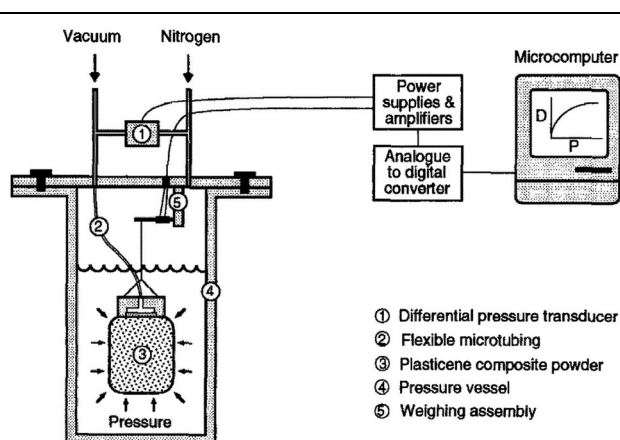 Vacuum
Nitrogen
Microcomputer
Power
supplies &
amplifiers
D
P
Analogue
to digital
converter
1
5
2
4
3
Pressure
① Differential pressure transducer
② Flexible microtubing
③ Plasticene composite powder
④ Pressure vessel
⑤ Weighing assembly